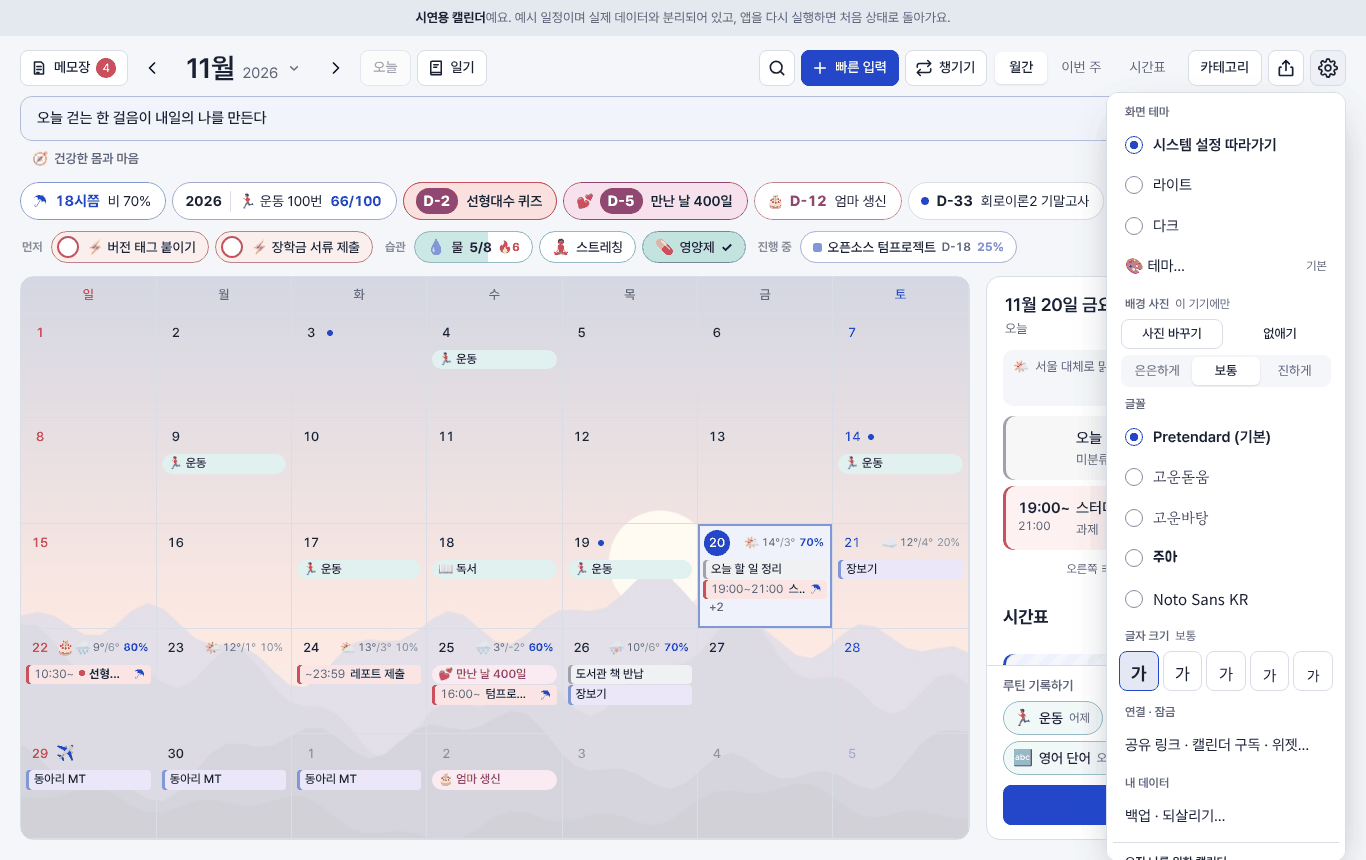 시연용 캘린더예요. 예시 일정이며 실제 데이터와 분리되어 있고, 앱을 다시 실행하면 처음 상태로 돌아가요.
메모장 4 11월 2026 오늘 일기 빠른 입력 챙기기 월간 이번 주 시간표 카테고리
오늘 걷는 한 걸음이 내일의 나를 만든다
건강한 몸과 마음
18시쯤 비 70% 2026 운동 100번 66/100 D-2 선형대수 퀴즈 D-5 만난 날 400일 D-12 엄마 생신 D-33 회로이론2 기말고사
먼저 버전 태그 붙이기 장학금 서류 제출 습관 물 5/8 6 스트레칭 영양제 진행 중 오픈소스 텀프로젝트 D-18 25%
일 월 화 수 목 금 토
1 2 3 4 5 6 7
운동
8 9 10 11 12 13 14
운동 운동
15 16 17 18 19 20 14°/3° 70% 21 12°/4° 20%
운동 독서 운동 오늘 할 일 정리 장보기
19:00~21:00 스..
+2
22 9°/6° 80% 23 12°/1° 10% 24 13°/3° 10% 25 3°/-2° 60% 26 10°/6° 70% 27 28
10:30~ 선형... ~23:59 레포트 제출 만난 날 400일 도서관 책 반납
16:00~ 텀프로... 장보기
29 30 1 2 3 4 5
동아리 MT 동아리 MT 동아리 MT 엄마 생신
11월 20일 금요
오늘
서울 대체로 맑
오늘
미분류
19:00~ 스터디
21:00 과제
오른쪽
시간표
루틴 기록하기
운동 어제
abc 영어 단어
화면 테마
시스템 설정 따라가기
라이트
다크
테마... 기본
배경 사진 이 기기에만
사진 바꾸기 없애기
은은하게 보통 진하게
글꼴
Pretendard (기본)
고운돋움
고운바탕
주아
Noto Sans KR
글자 크기 보통
가 가 가 가 가
연결 · 잠금
공유 링크 · 캘린더 구독 · 위젯...
내 데이터
백업 · 되살리기...